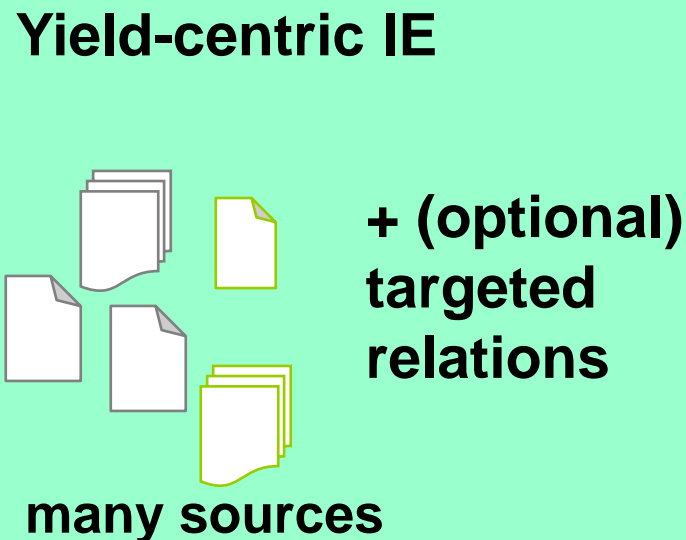 Yield-centric IE
+ (optional)
targeted
relations
many sources